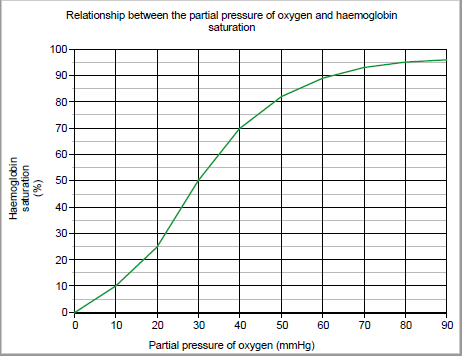 Relationship between the partial pressure of oxygen and haemoglobin
saturation
100
90
80
70
60
50
40
30
20
10
0
Haemoglobin
saturation
(%)
0 10 20 30 40 50 60 70 80 90
Partial pressure of oxygen (mmHg)